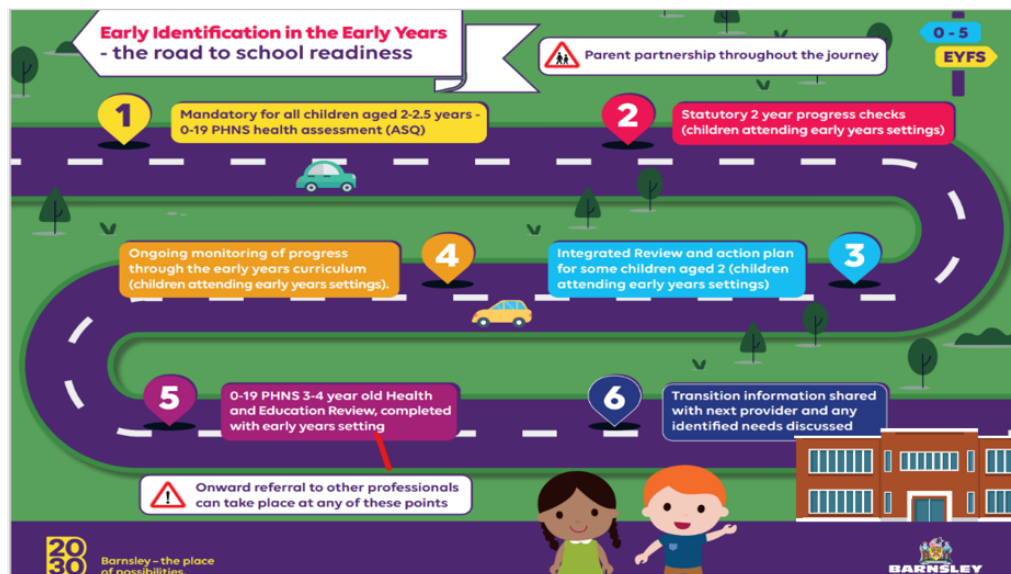 Early Identification in the Early Years
- the road to school readiness
0 - 5
EYFS
Parent partnership throughout the journey
1
Mandatory for all children aged 2-2.5 years -
0-19 PHNS health assessment (ASQ)
2
Statutory 2 year progress checks
(children attending early years settings)
3
Integrated Review and action plan
for some children aged 2 (children
attending early years settings)
4
Ongoing monitoring of progress
through the early years curriculum
(children attending early years settings).
5
0-19 PHNS 3-4 year old Health
and Education Review, completed
with early years setting
6
Transition information shared
with next provider and any
identified needs discussed
!
Onward referral to other professionals
can take place at any of these points
20
30
Barnsley – the place
of possibilities.
BARNSLEY